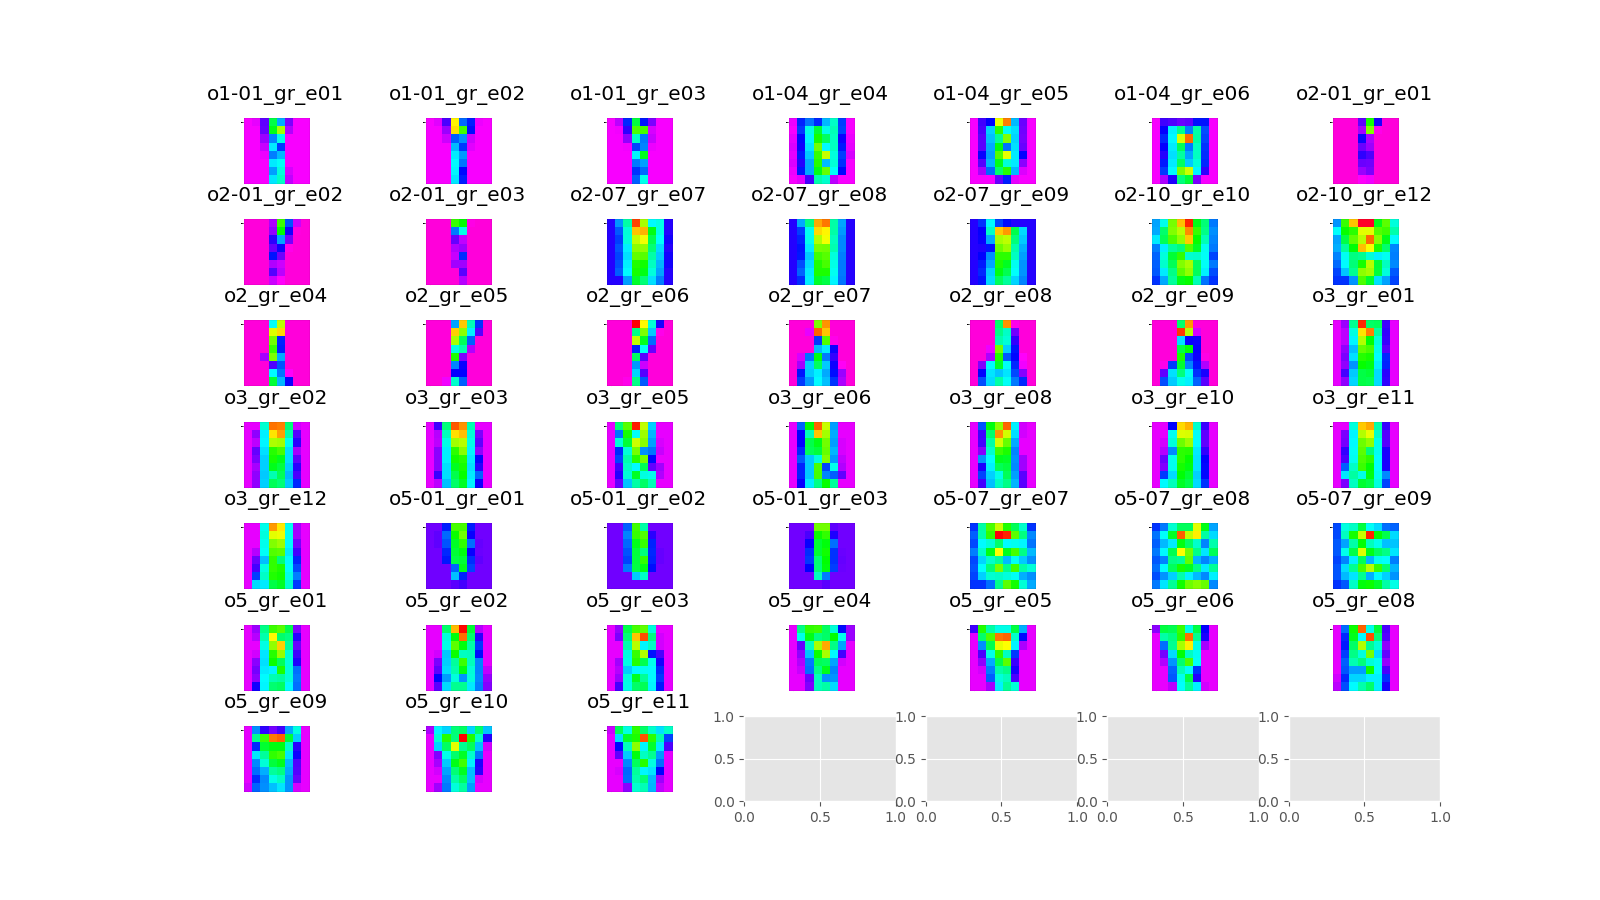 o1-01_gr_e01 o1-01_gr_e02 o1-01_gr_e03 o1-04_gr_e04 o1-04_gr_e05 o1-04_gr_e06 o2-01_gr_e01
o2-01_gr_e02 o2-01_gr_e03 o2-07_gr_e07 o2-07_gr_e08 o2-07_gr_e09 o2-10_gr_e10 o2-10_gr_e12
o2_gr_e04 o2_gr_e05 o2_gr_e06 o2_gr_e07 o2_gr_e08 o2_gr_e09 o3_gr_e01
o3_gr_e02 o3_gr_e03 o3_gr_e05 o3_gr_e06 o3_gr_e08 o3_gr_e10 o3_gr_e11
o3_gr_e12 o5-01_gr_e01 o5-01_gr_e02 o5-01_gr_e03 o5-07_gr_e07 o5-07_gr_e08 o5-07_gr_e09
o5_gr_e01 o5_gr_e02 o5_gr_e03 o5_gr_e04 o5_gr_e05 o5_gr_e06 o5_gr_e08
o5_gr_e09 o5_gr_e10 o5_gr_e11
1.0 1.0 1.0 1.0
0.5 0.5 0.5 0.5
0.0 0.0 0.0 0.0
0.0 0.5 1.0 0.0 0.5 1.0 0.0 0.5 1.0 0.0 0.5 1.0